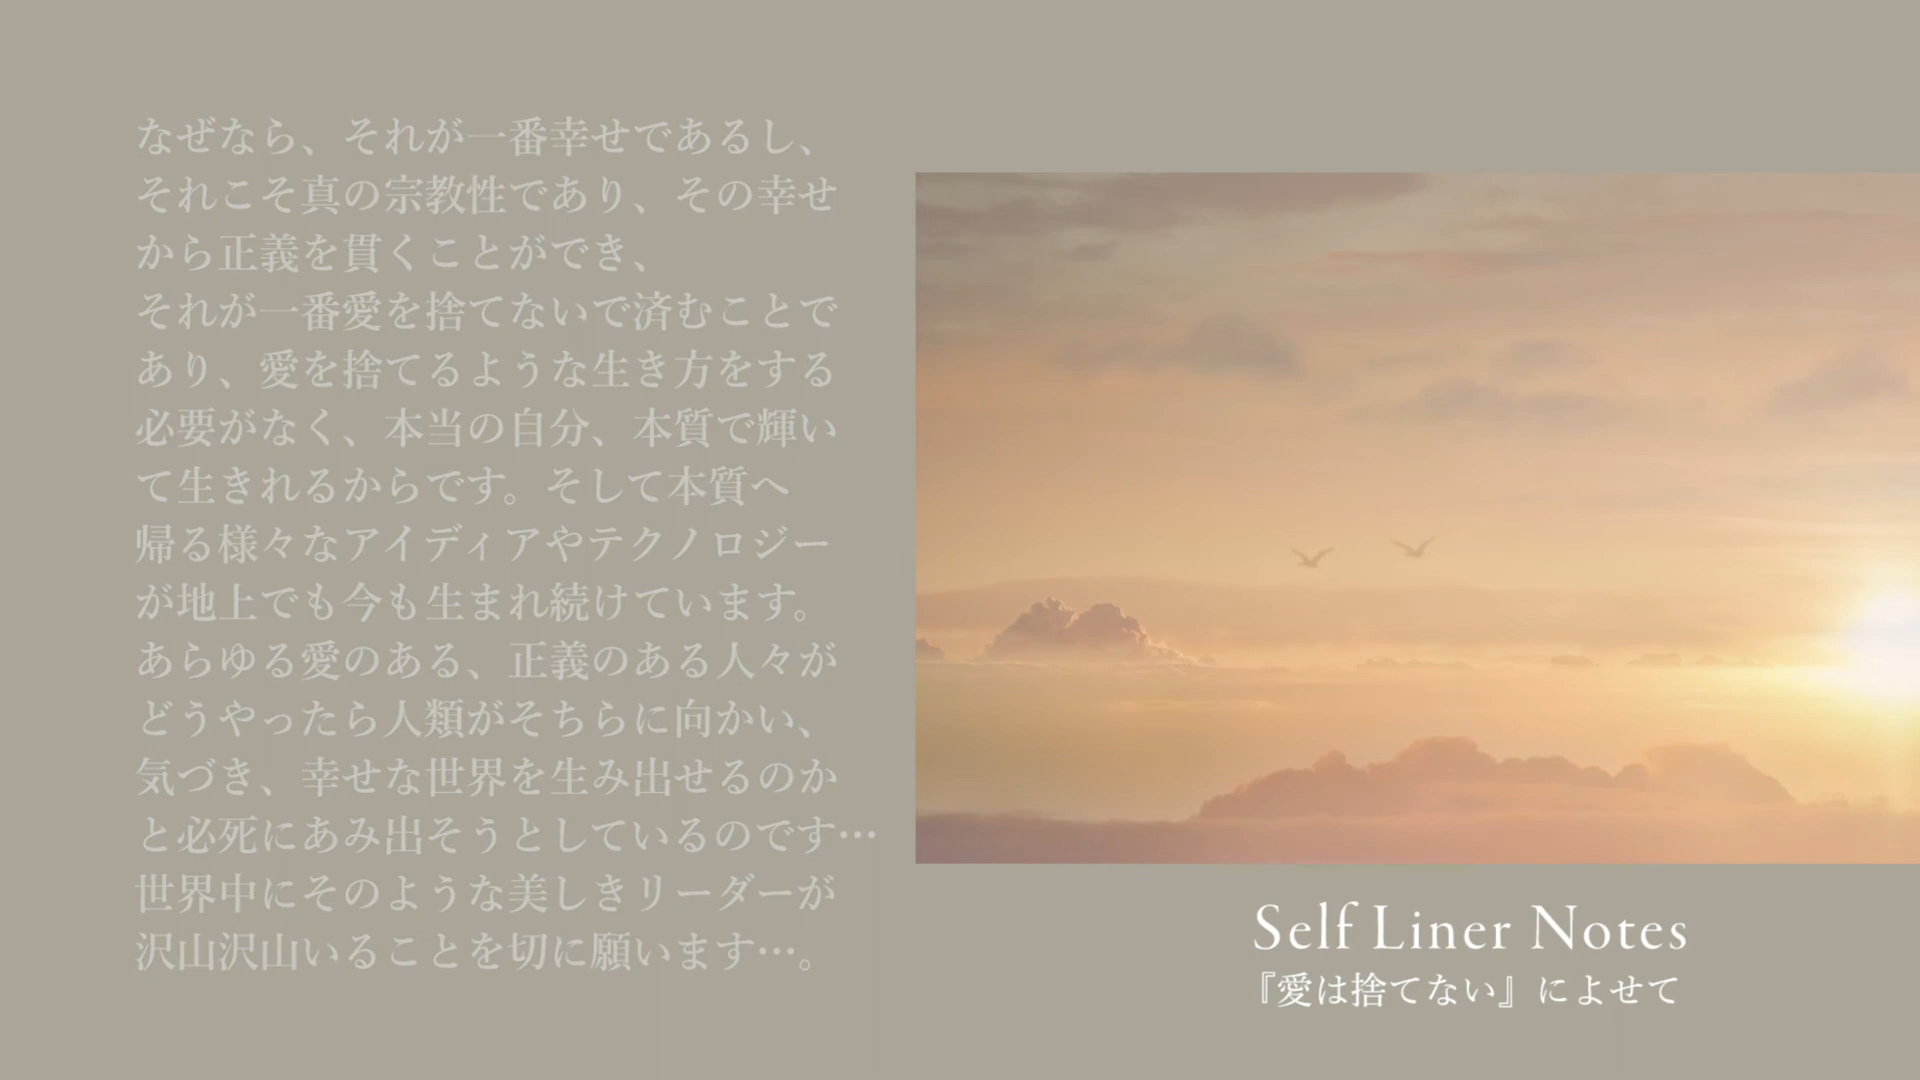 なぜなら、それが一番幸せであるし、
それこそ真の宗教性であり、その幸せ
から正義を貫くことができ、
それが一番愛を捨てないで済むことで
あり、愛を捨てるような生き方をする
必要がなく、本当の自分、本質で輝い
て生きれるからです。そして本質へ
帰る様々なアイディアやテクノロジー
が地上でも今も生まれ続けています。
あらゆる愛のある、正義のある人々が
どうやったら人類がそちらに向かい、
気づき、幸せな世界を生み出せるのか
と必死にあみ出そうとしているのです…
世界中にそのような美しきリーダーが
沢山沢山いることを切に願います…。
Self Liner Notes
『愛は捨てない』によせて